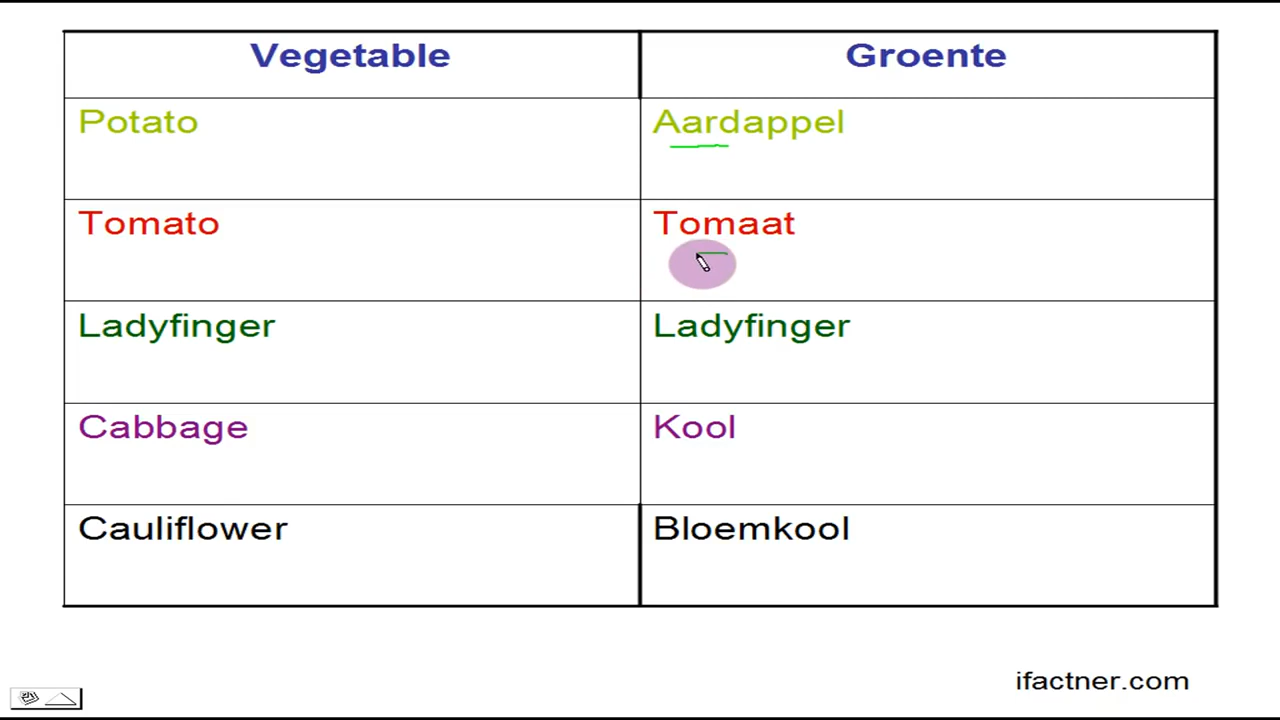 Vegetable Groente
Potato Aardappel
Tomato Tomaat
Ladyfinger Ladyfinger
Cabbage Kool
Cauliflower Bloemkool
ifactner.com